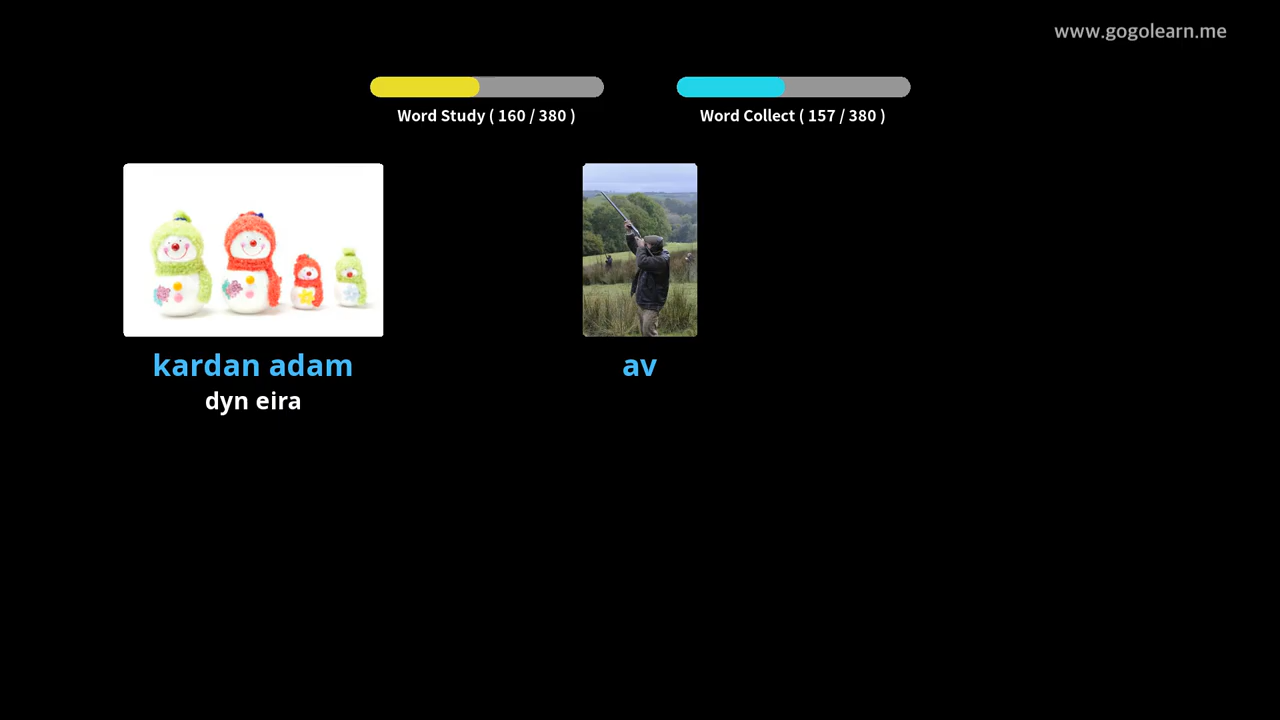 www.gogolearn.me
Word Study ( 160 / 380 )
Word Collect ( 157 / 380 )
kardan adam
dyn eira
av